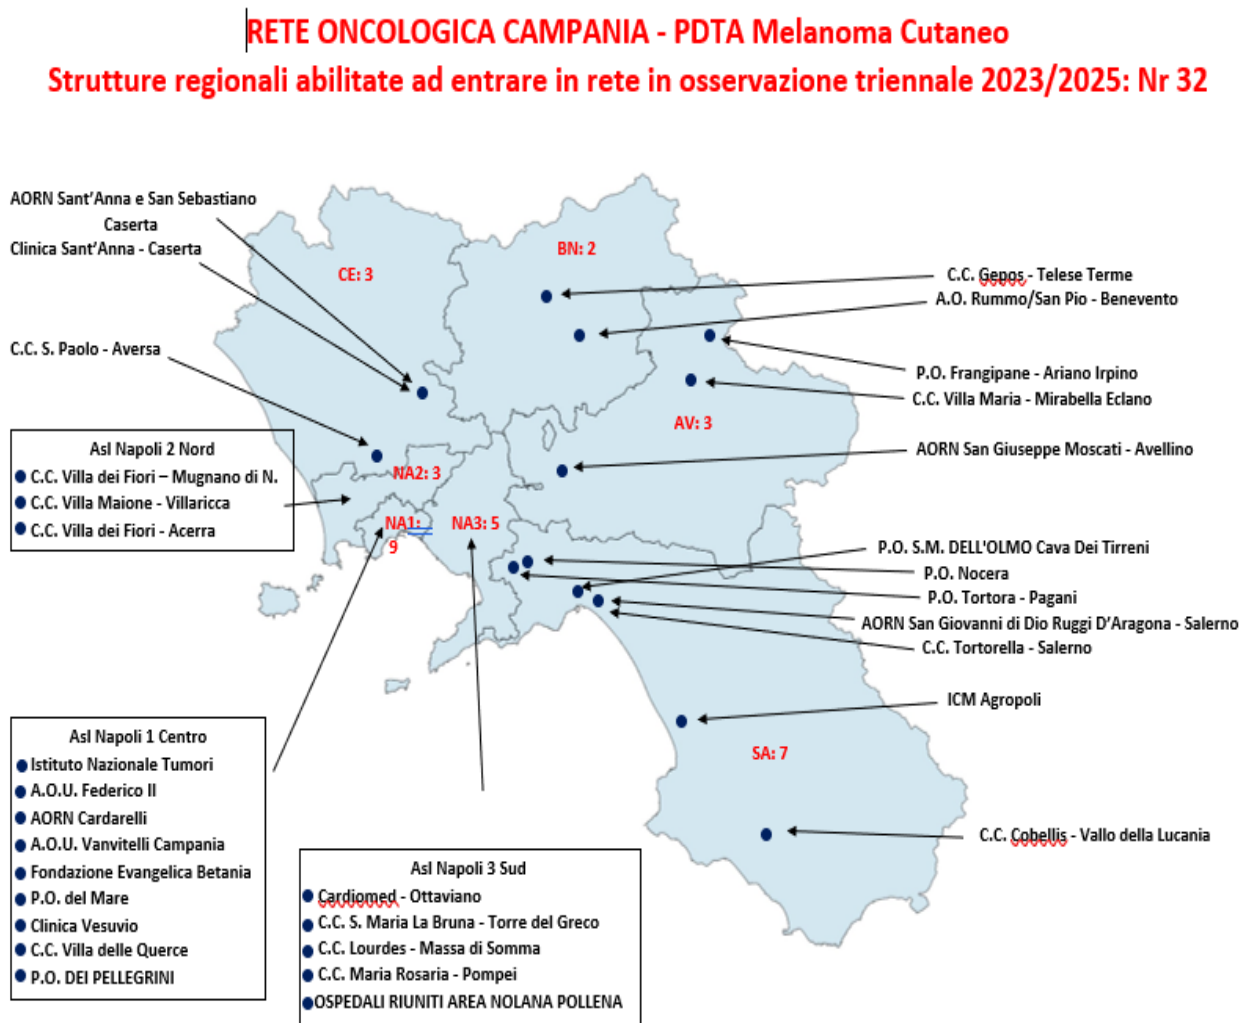 RETE ONCOLOGICA CAMPANIA - PDTA Melanoma Cutaneo
Strutture regionali abilitate ad entrare in rete in osservazione triennale 2023/2025: Nr 32
AORN Sant'Anna e San Sebastiano
Caserta
Clinica Sant'Anna - Caserta
C.C. S. Paolo - Aversa
CE: 3
BN: 2
AV: 3
NA2: 3
NA1:
9
NA3: 5
SA: 7
C.C. Gepos - Telese Terme
A.O. Rummo/San Pio - Benevento
P.O. Frangipane - Ariano Irpino
C.C. Villa Maria - Mirabella Eclano
AORN San Giuseppe Moscati - Avellino
P.O. S.M. DELL'OLMO Cava Dei Tirreni
P.O. Nocera
P.O. Tortora - Pagani
AORN San Giovanni di Dio Ruggi D'Aragona - Salerno
C.C. Tortorella - Salerno
ICM Agropoli
C.C. Cobellis - Vallo della Lucania
Asl Napoli 2 Nord
C.C. Villa dei Fiori – Mugnano di N.
C.C. Villa Maione - Villaricca
C.C. Villa dei Fiori - Acerra
Asl Napoli 1 Centro
Istituto Nazionale Tumori
A.O.U. Federico II
AORN Cardarelli
A.O.U. Vanvitelli Campania
Fondazione Evangelica Betania
P.O. del Mare
Clinica Vesuvio
C.C. Villa delle Querce
P.O. DEI PELLEGRINI
Asl Napoli 3 Sud
Cardiomed - Ottaviano
C.C. S. Maria La Bruna - Torre del Greco
C.C. Lourdes - Massa di Somma
C.C. Maria Rosaria - Pompei
OSPEDALI RIUNITI AREA NOLANA POLLENA